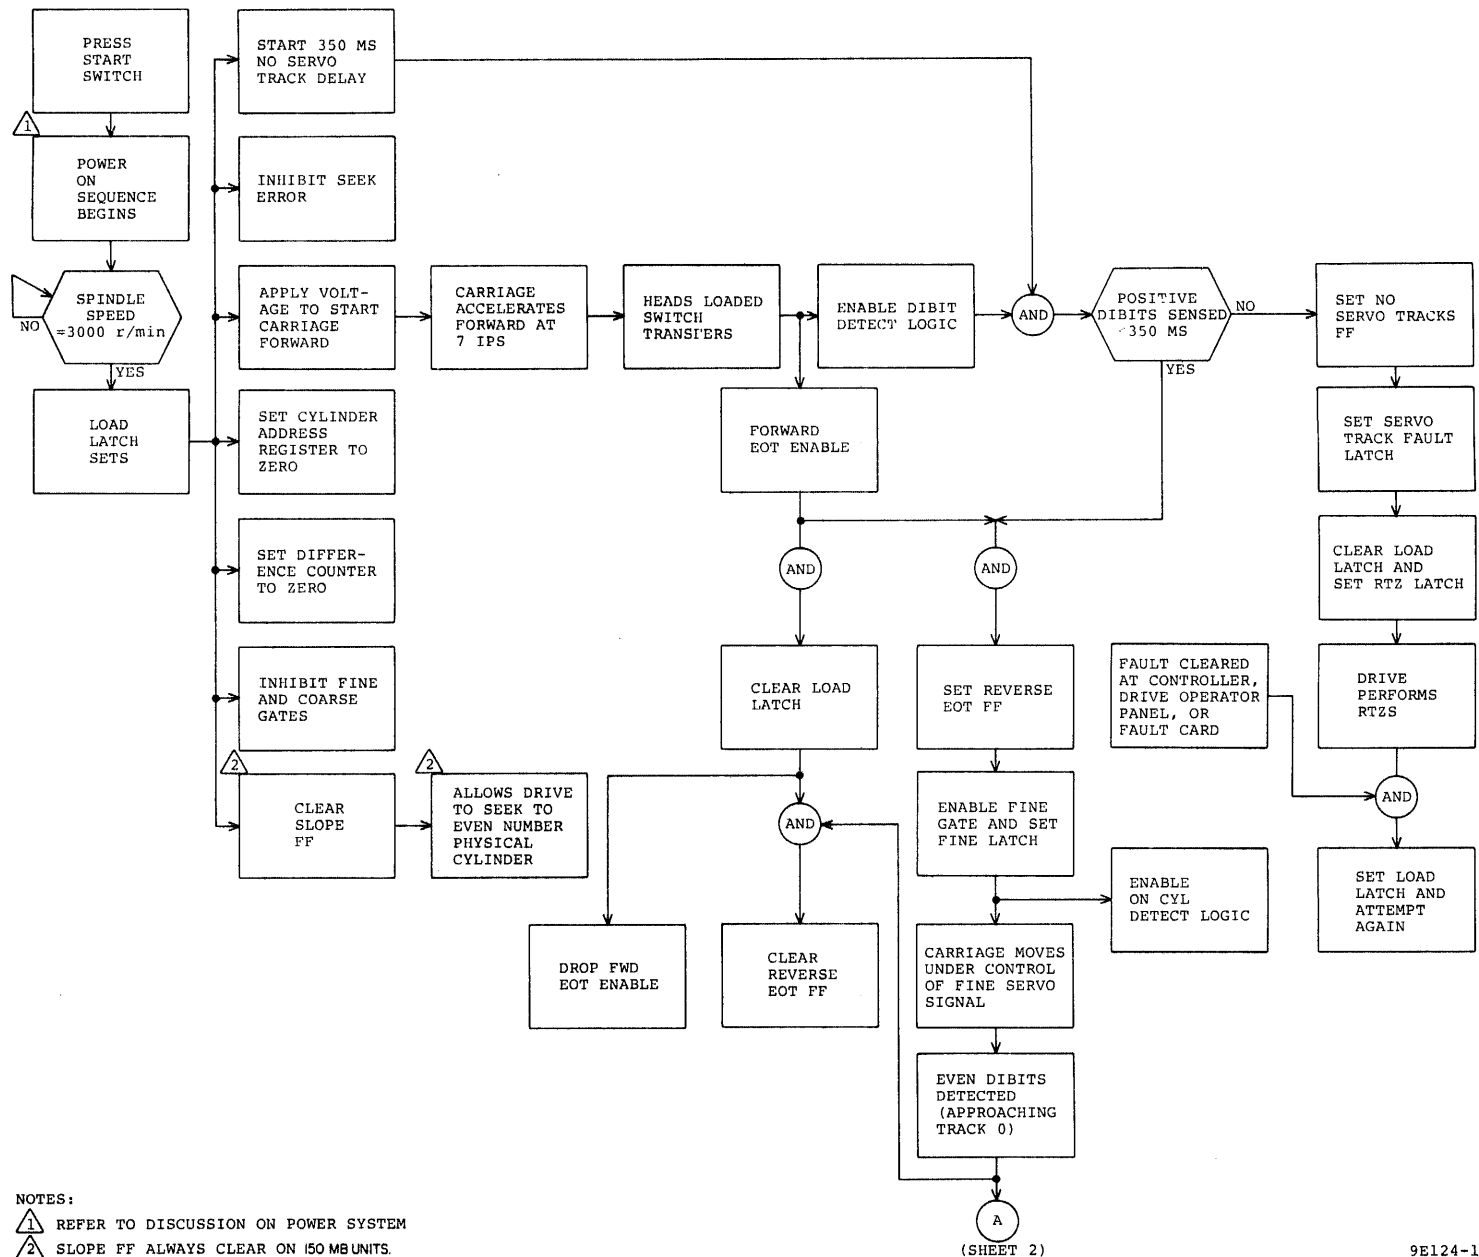 PRESS
START
SWITCH
1
POWER
ON
SEQUENCE
BEGINS
SPINDLE
SPEED
=3000 r/min
NO
YES
LOAD
LATCH
SETS
START 350 MS
NO SERVO
TRACK DELAY
INHIBIT SEEK
ERROR
APPLY VOLT-
AGE TO START
CARRIAGE
FORWARD
SET CYLINDER
ADDRESS
REGISTER TO
ZERO
SET DIFFER-
ENCE COUNTER
TO ZERO
INHIBIT FINE
AND COARSE
GATES
2
CLEAR
SLOPE
FF
2
ALLOWS DRIVE
TO SEEK TO
EVEN NUMBER
PHYSICAL
CYLINDER
CARRIAGE
ACCELERATES
FORWARD AT
7 IPS
HEADS LOADED
SWITCH
TRANSFERS
ENABLE DIBIT
DETECT LOGIC
AND
POSITIVE
DIBITS SENSED
350 MS
NO
YES
SET NO
SERVO TRACKS
FF
SET SERVO
TRACK FAULT
LATCH
CLEAR LOAD
LATCH AND
SET RTZ LATCH
DRIVE
PERFORMS
RTZS
FAULT CLEARED
AT CONTROLLER,
DRIVE OPERATOR
PANEL, OR
FAULT CARD
AND
SET LOAD
LATCH AND
ATTEMPT
AGAIN
FORWARD
EOT ENABLE
AND
AND
CLEAR LOAD
LATCH
SET REVERSE
EOT FF
AND
ENABLE FINE
GATE AND SET
FINE LATCH
ENABLE
ON CYL
DETECT LOGIC
DROP FWD
EOT ENABLE
CLEAR
REVERSE
EOT FF
CARRIAGE MOVES
UNDER CONTROL
OF FINE SERVO
SIGNAL
EVEN DIBITS
DETECTED
(APPROACHING
TRACK 0)
A
(SHEET 2)
NOTES:
1 REFER TO DISCUSSION ON POWER SYSTEM
2 SLOPE FF ALWAYS CLEAR ON 150 MB UNITS.
9E124-1